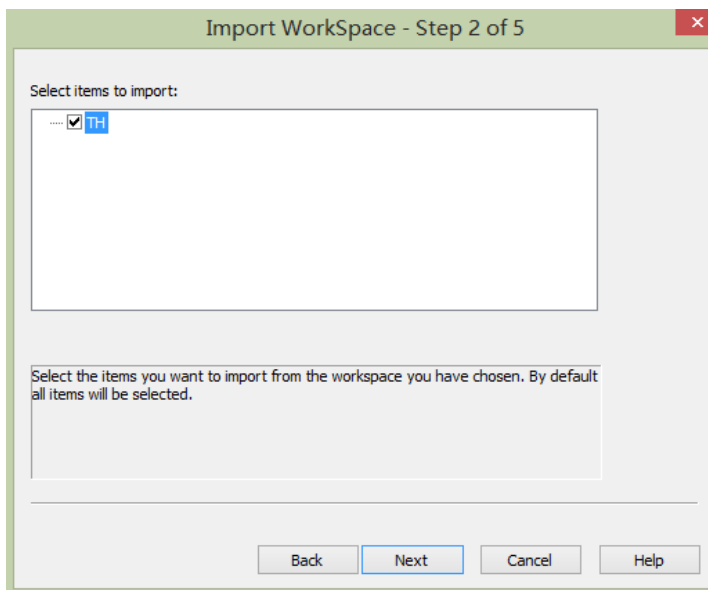 Import WorkSpace - Step 2 of 5
Select items to import:
TH
Select the items you want to import from the workspace you have chosen. By default
all items will be selected.
Back Next Cancel Help